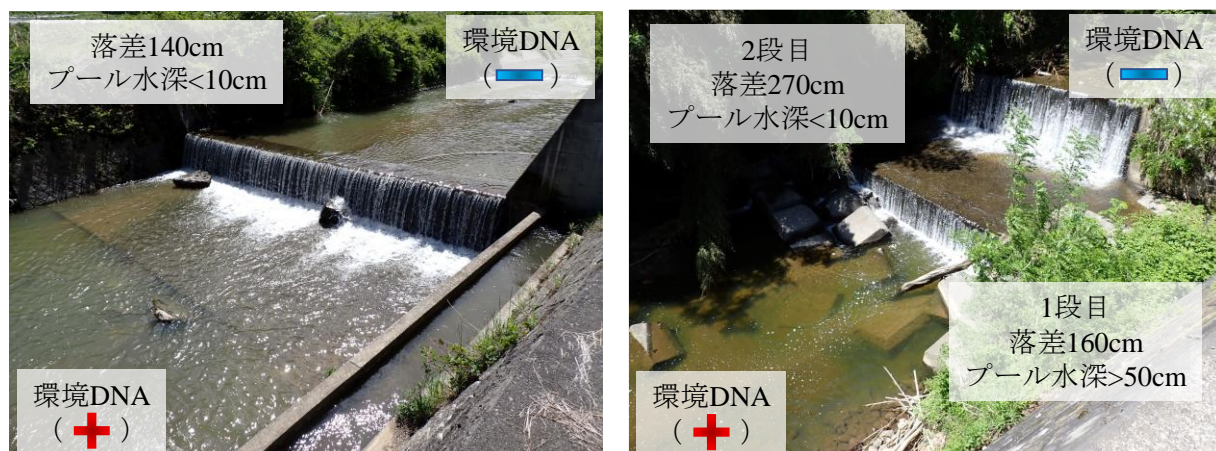 落差140cm
プール水深<10cm
環境DNA
（ － ）
環境DNA
（ ＋ ）
2段目
落差270cm
プール水深<10cm
環境DNA
（ － ）
1段目
落差160cm
プール水深>50cm
環境DNA
（ ＋ ）